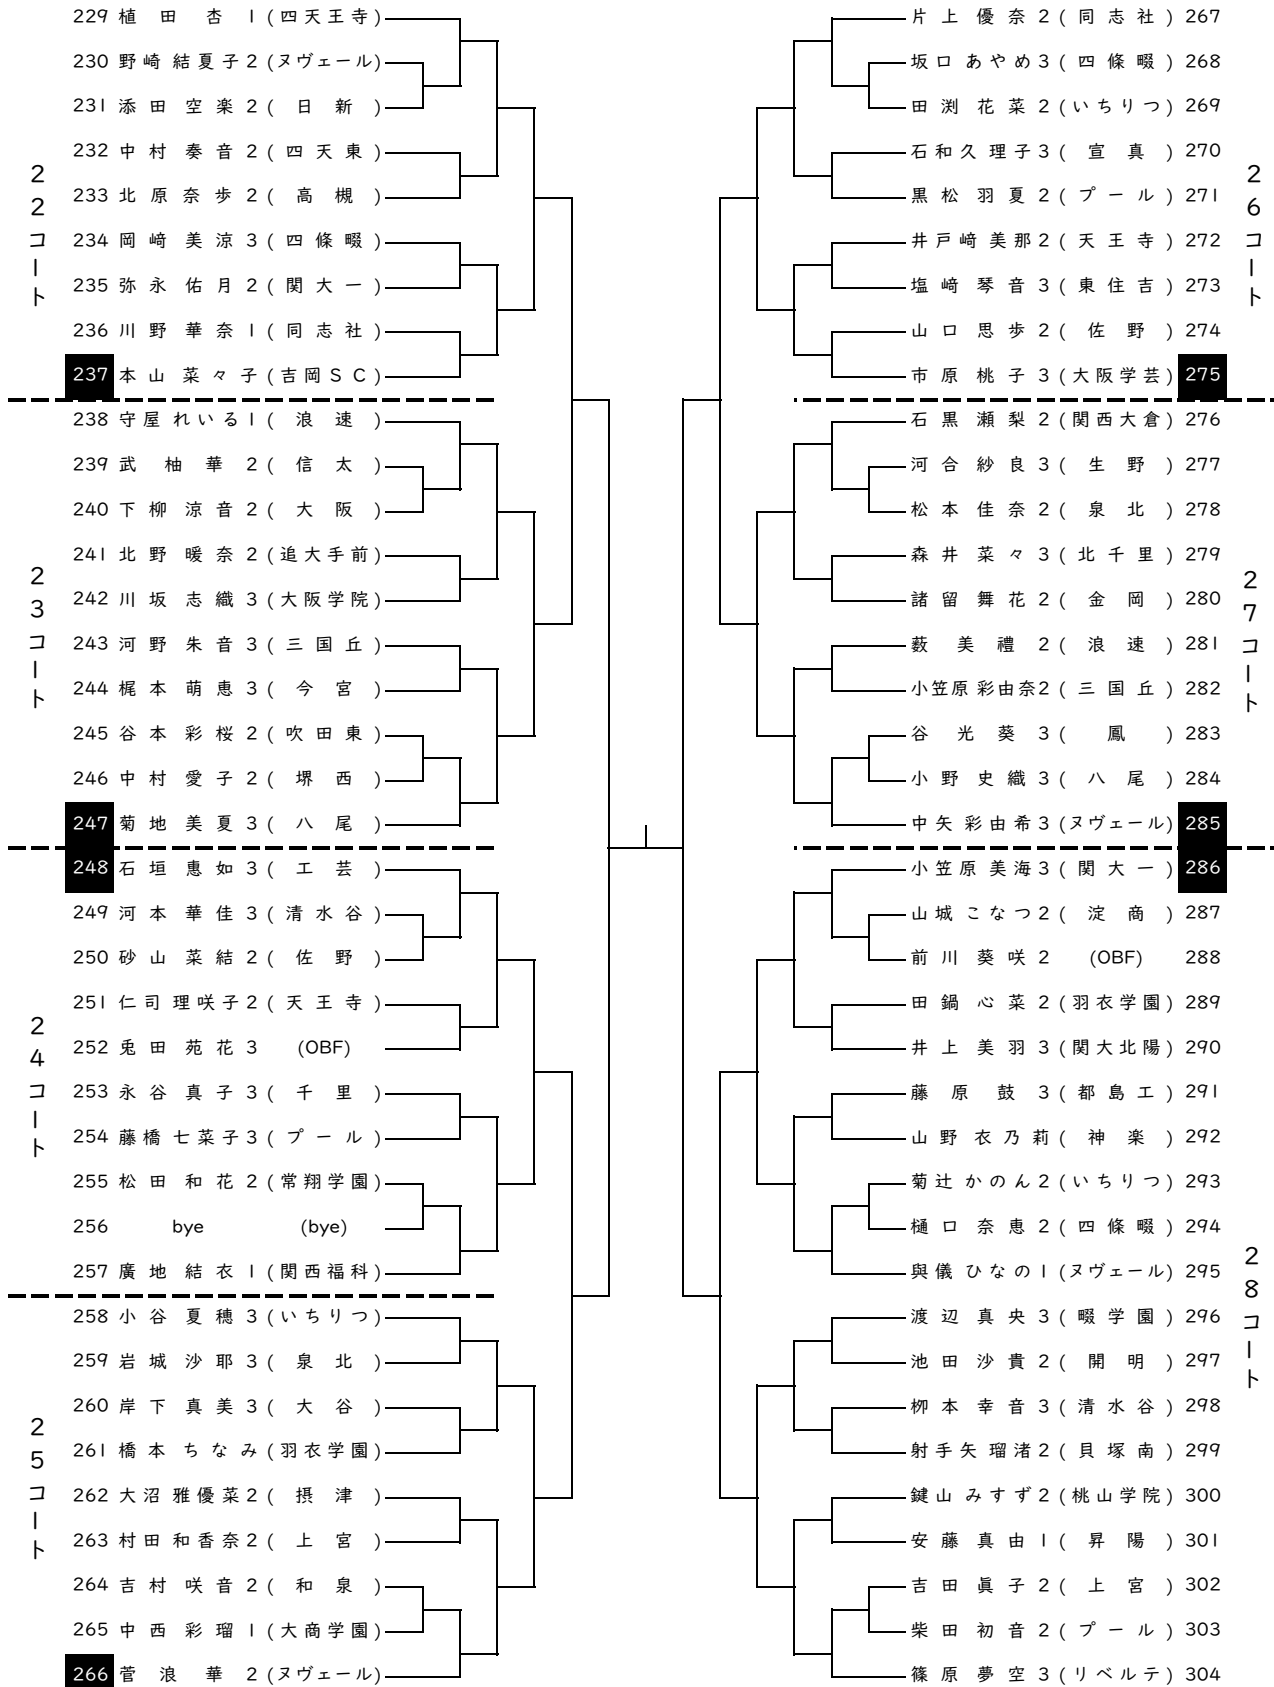 229 植田 杏 1 (四天王寺)
230 野崎 結夏子 2 (ヌヴェール)
231 添田 空楽 2 (日新)
232 中村 奏音 2 (四天東)
233 北原 奈歩 2 (高槻)
234 岡﨑 美涼 3 (四條畷)
235 弥永 佑月 2 (関大一)
236 川野 華奈 1 (同志社)
237 本山 菜々子 (吉岡SC)
22コート
238 守屋 れいる 1 (浪速)
239 武 柚華 2 (信太)
240 下柳 涼音 2 (大阪)
241 北野 暖奈 2 (追大手前)
242 川坂 志織 3 (大阪学院)
243 河野 朱音 3 (三国丘)
244 梶本 萌恵 3 (今宮)
245 谷本 彩桜 2 (吹田東)
246 中村 愛子 2 (堺西)
247 菊地 美夏 3 (八尾)
23コート
248 石垣 惠如 3 (工芸)
249 河本 華佳 3 (清水谷)
250 砂山 菜結 2 (佐野)
251 仁司 理咲子 2 (天王寺)
252 兎田 苑花 3 (OBF)
253 永谷 真子 3 (千里)
254 藤橋 七菜子 3 (プール)
255 松田 和花 2 (常翔学園)
256 bye (bye)
257 廣地 結衣 1 (関西福科)
24コート
258 小谷 夏穂 3 (いちりつ)
259 岩城 沙耶 3 (泉北)
260 岸下 真美 3 (大谷)
261 橋本 ちなみ (羽衣学園)
262 大沼 雅優菜 2 (摂津)
263 村田 和香奈 2 (上宮)
264 吉村 咲音 2 (和泉)
265 中西 彩瑠 1 (大商学園)
266 菅 浪華 2 (ヌヴェール)
25コート
片上 優奈 2 (同志社) 267
坂口 あやめ 3 (四條畷) 268
田渕 花菜 2 (いちりつ) 269
石和 久理子 3 (宣真) 270
黒松 羽夏 2 (プール) 271
井戸﨑 美那 2 (天王寺) 272
塩﨑 琴音 3 (東住吉) 273
山口 思歩 2 (佐野) 274
市原 桃子 3 (大阪学芸) 275
26コート
石黒 瀬梨 2 (関西大倉) 276
河合 紗良 3 (生野) 277
松本 佳奈 2 (泉北) 278
森井 菜々 3 (北千里) 279
諸留 舞花 2 (金岡) 280
薮 美禮 2 (浪速) 281
小笠原 彩由奈 2 (三国丘) 282
谷 光葵 3 (鳳) 283
小野 史織 3 (八尾) 284
中矢 彩由希 3 (ヌヴェール) 285
27コート
小笠原 美海 3 (関大一) 286
山城 こなつ 2 (淀商) 287
前川 葵咲 2 (OBF) 288
田鍋 心菜 2 (羽衣学園) 289
井上 美羽 3 (関大北陽) 290
藤原 鼓 3 (都島工) 291
山野 衣乃莉 (神楽) 292
菊辻 かのん 2 (いちりつ) 293
樋口 奈恵 2 (四條畷) 294
與儀 ひなの 1 (ヌヴェール) 295
渡辺 真央 3 (畷学園) 296
池田 沙貴 2 (開明) 297
栁本 幸音 3 (清水谷) 298
射手矢 瑠渚 2 (貝塚南) 299
鍵山 みすず 2 (桃山学院) 300
安藤 真由 1 (昇陽) 301
吉田 眞子 2 (上宮) 302
柴田 初音 2 (プール) 303
篠原 夢空 3 (リベルテ) 304
28コート